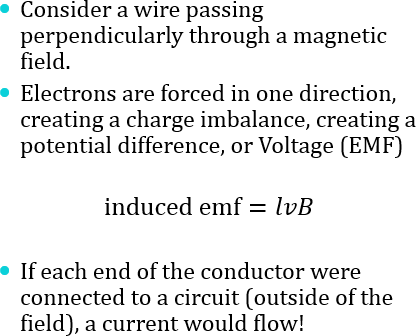 • Consider a wire passing
perpendicularly through a magnetic
field.
• Electrons are forced in one direction,
creating a charge imbalance, creating a
potential difference, or Voltage (EMF)
induced emf = lvB
• If each end of the conductor were
connected to a circuit (outside of the
field), a current would flow!